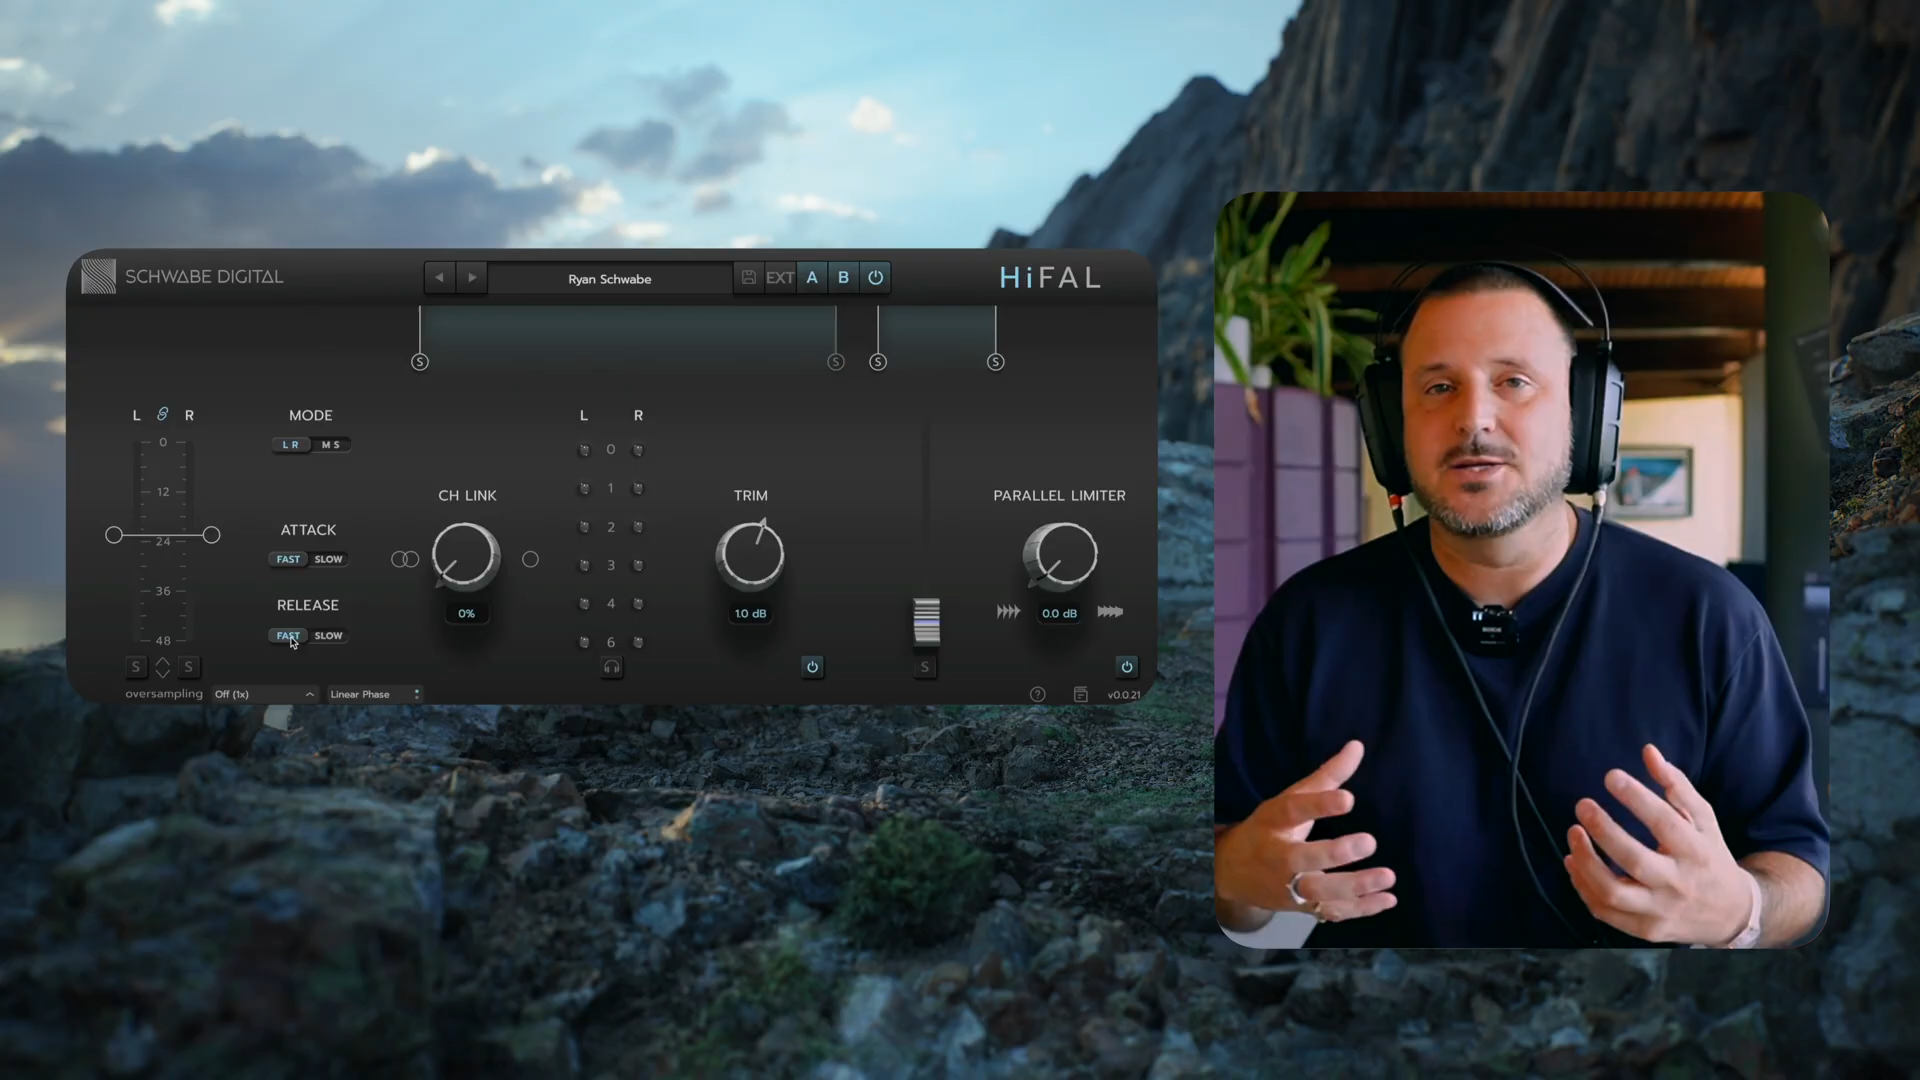 SCHWABE DIGITAL
Ryan Schwabe
EXT A B
HiFAL
S S S S
L R
MODE
L R M S
0
12
24
36
48
ATTACK
FAST SLOW
RELEASE
FAST SLOW
S S
CH LINK
0%
L R
0
1
2
3
4
6
TRIM
1.0 dB
S
PARALLEL LIMITER
0.0 dB
oversampling Off (1x) Linear Phase
? v0.0.21